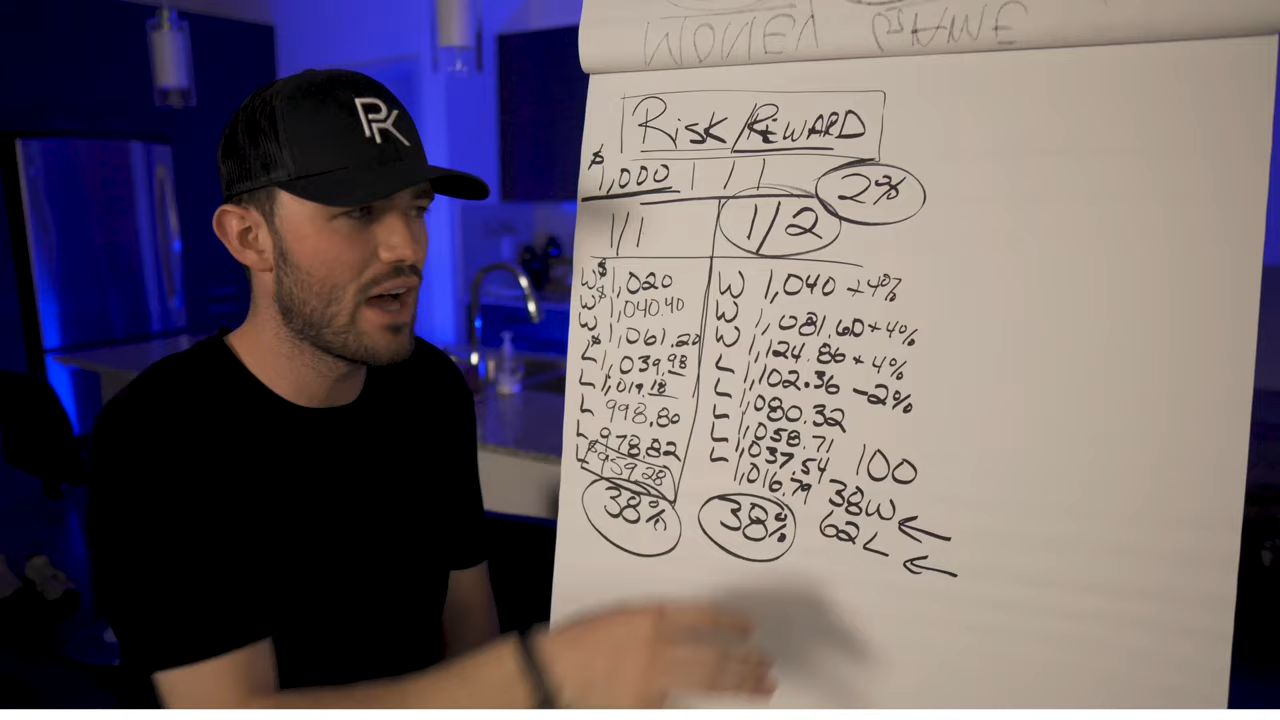 MONEY GAME
PK
Risk/REWARD
$1,000 1 / 1 2%
1/1 1/2
W $1,020 W 1,040 +4%
W $1,040.40 W 1,081.60 +4%
W $1,061.20 W 1,124.86 + 4%
L 1,039.98 L 1,102.36 -2%
L 1,019.18 L 1,080.32
L 998.80 L 1,058.71
L 978.82 L 1,037.54 100
L $959.28 L 1,016.79 38W
38% 38% 62L